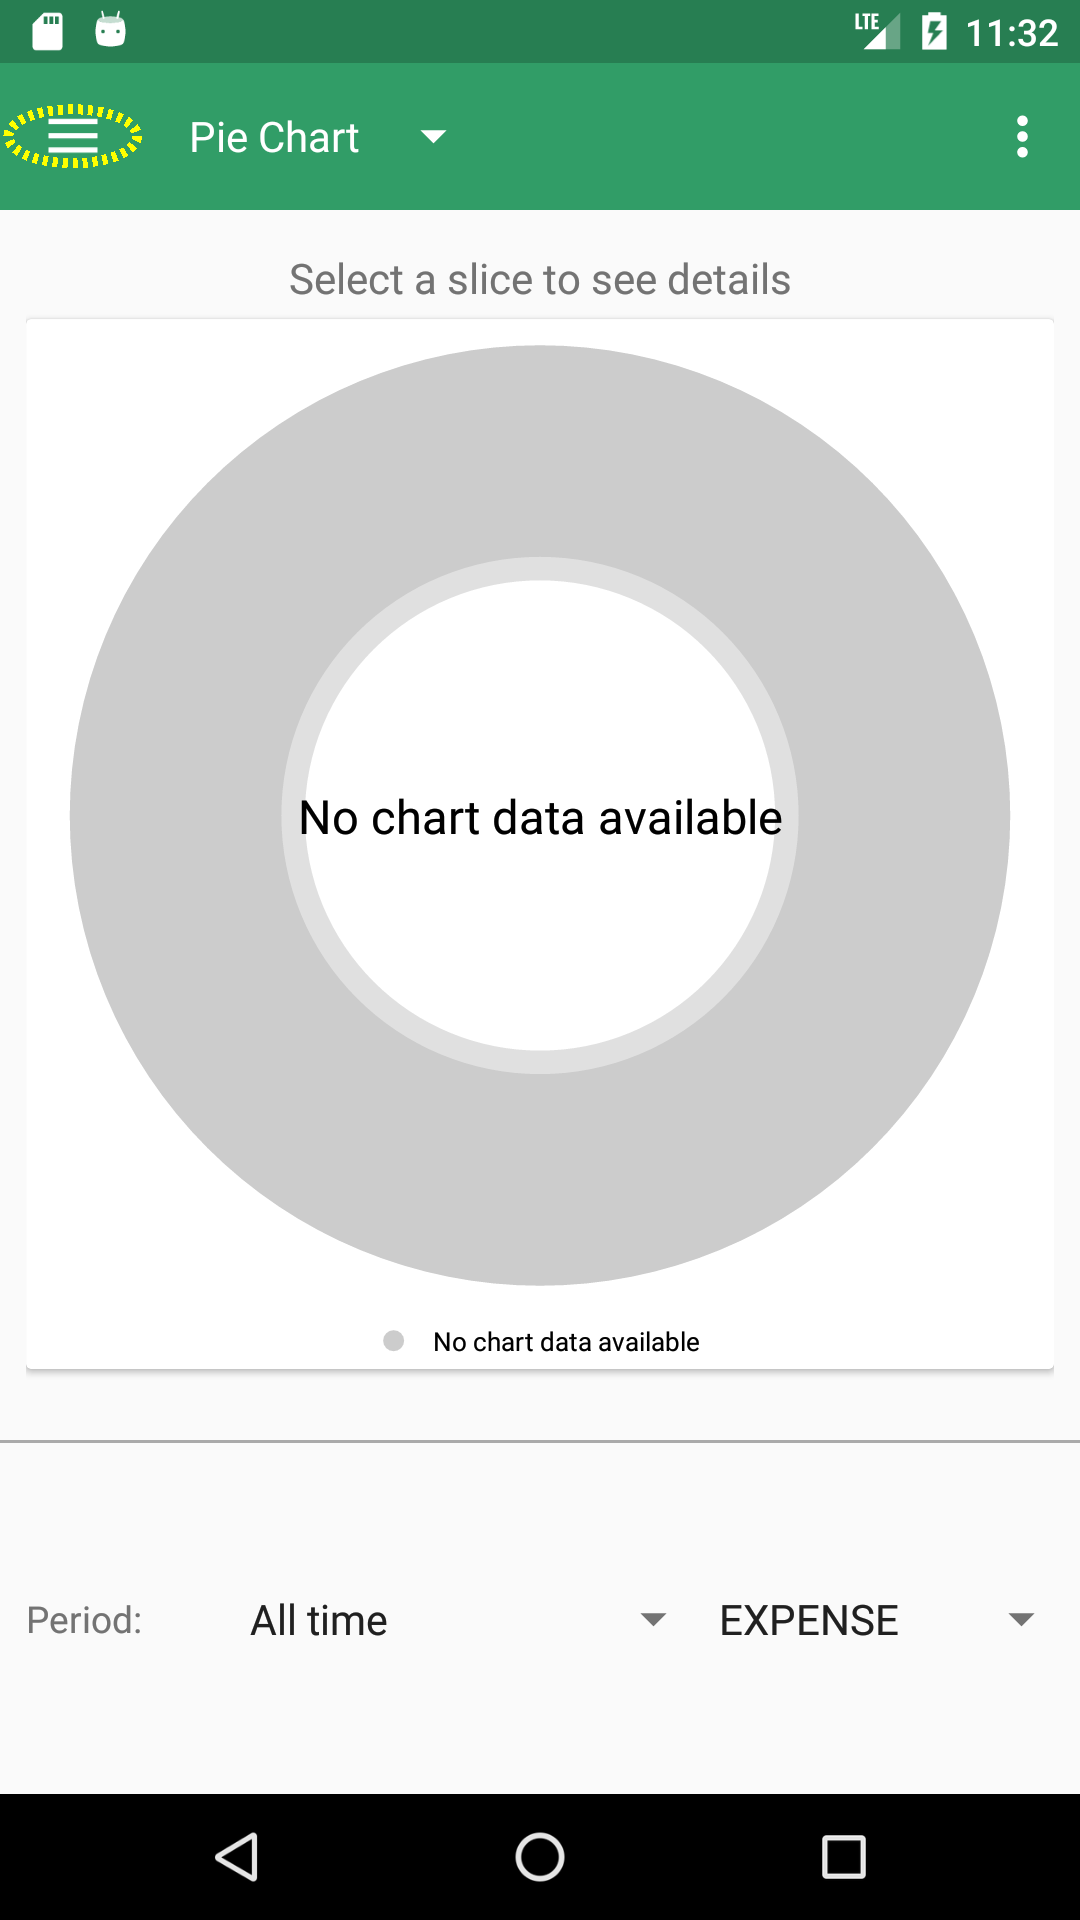 LTE 11:32
Pie Chart
Select a slice to see details
No chart data available
No chart data available
Period: All time EXPENSE